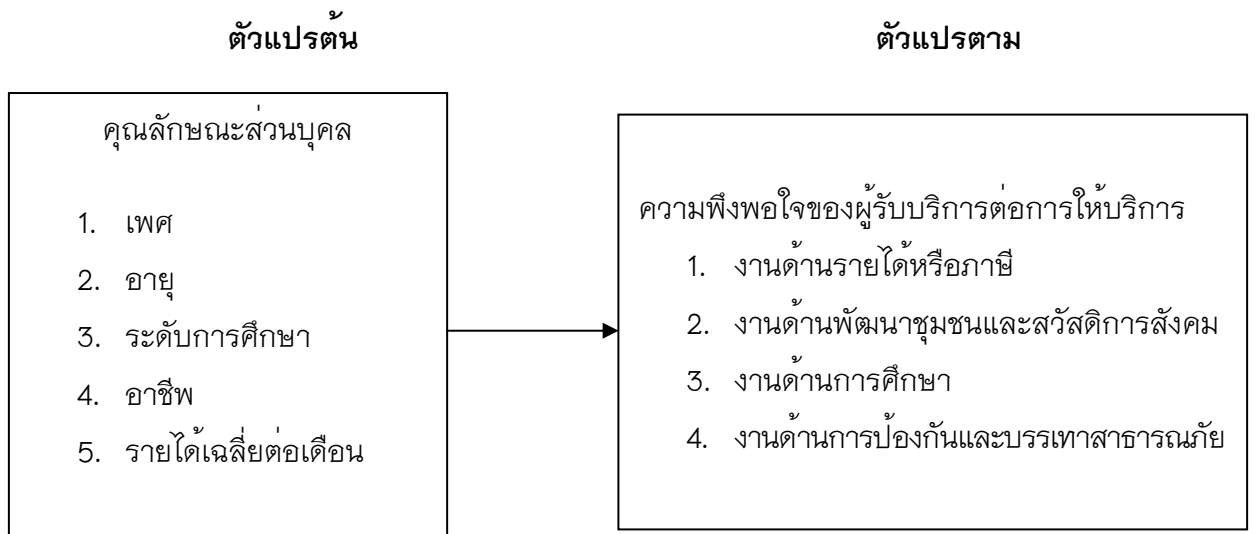 ตัวแปรต้น
ตัวแปรตาม
คุณลักษณะส่วนบุคล
1. เพศ
2. อายุ
3. ระดับการศึกษา
4. อาชีพ
5. รายได้เฉลี่ยต่อเดือน
ความพึงพอใจของผู้รับบริการต่อการให้บริการ
1. งานด้านรายได้หรือภาษี
2. งานด้านพัฒนาชุมชนและสวัสดิการสังคม
3. งานด้านการศึกษา
4. งานด้านการป้องกันและบรรเทาสาธารณภัย